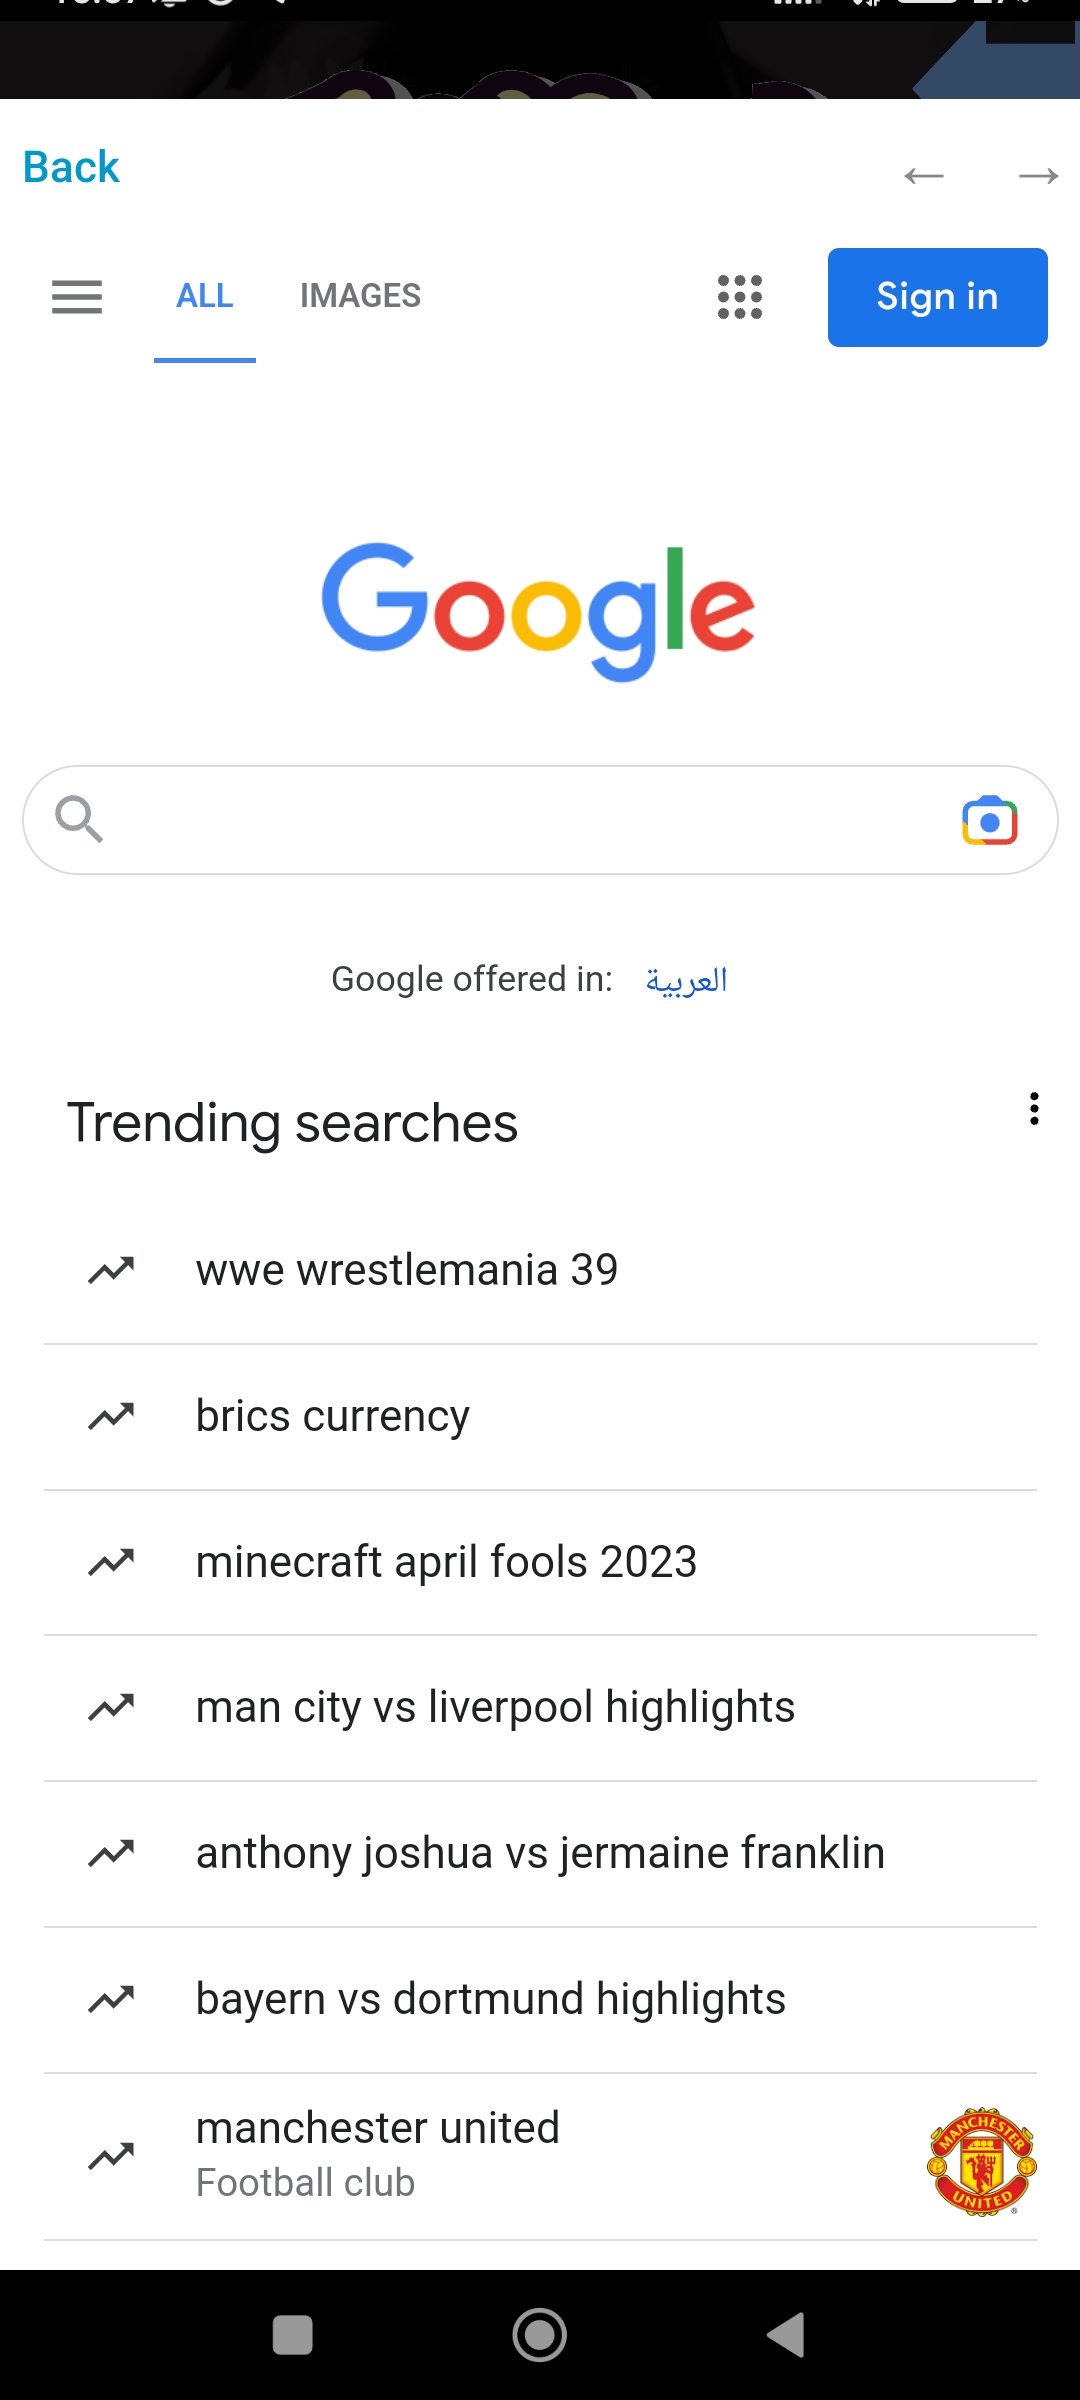 Back
ALL IMAGES Sign in
Google
Google offered in: العربية
Trending searches
wwe wrestlemania 39
brics currency
minecraft april fools 2023
man city vs liverpool highlights
anthony joshua vs jermaine franklin
bayern vs dortmund highlights
manchester united
Football club
MANCHESTER
UNITED